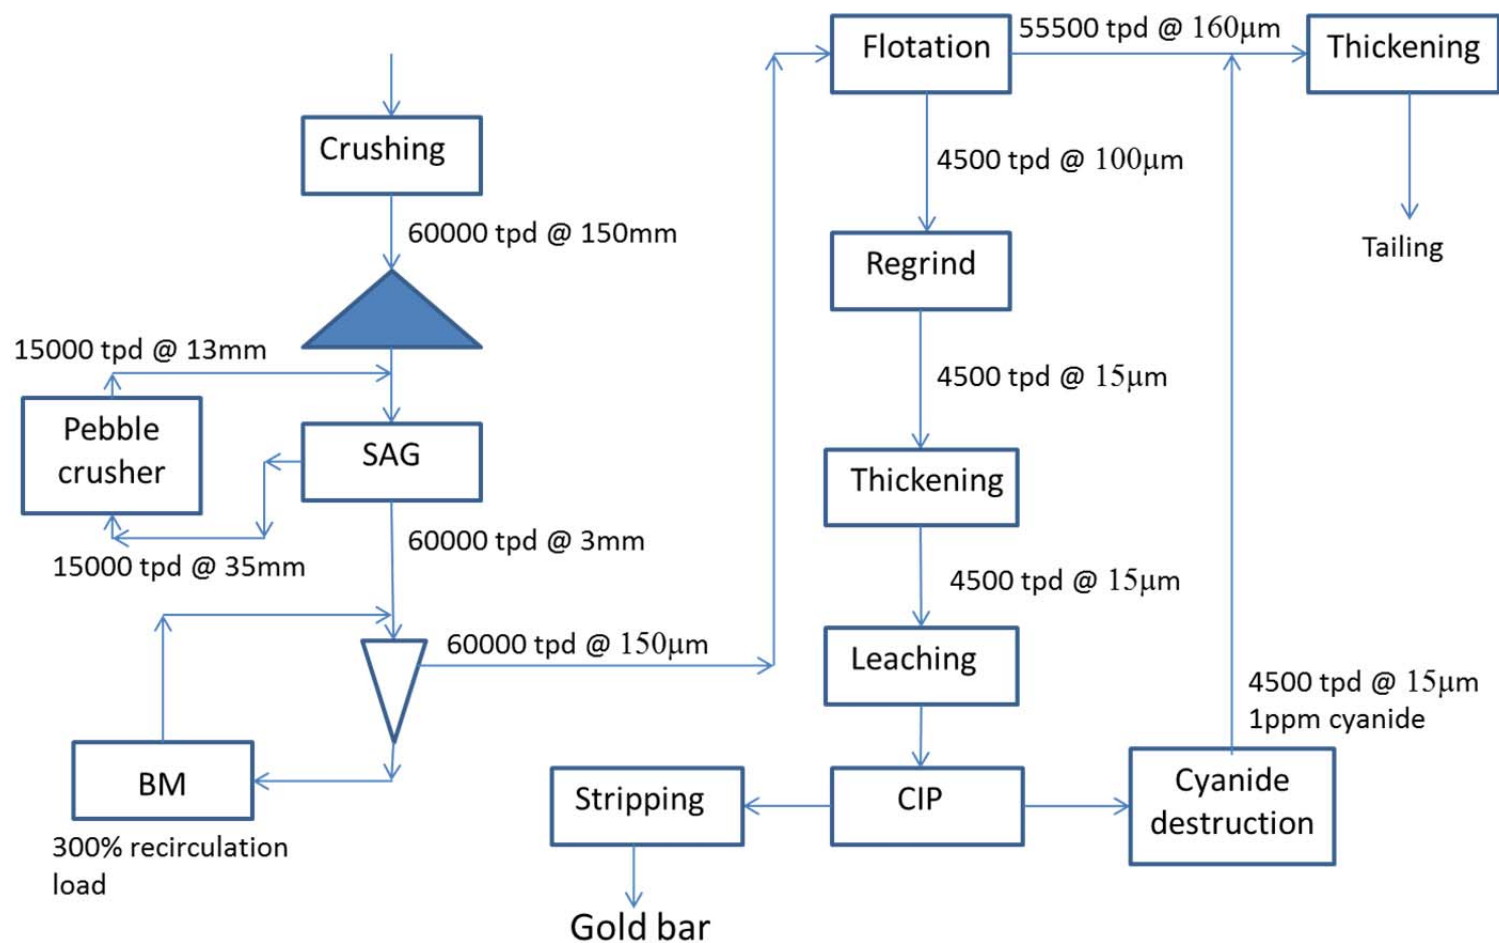 Crushing
60000 tpd @ 150mm
15000 tpd @ 13mm
Pebble
crusher
SAG
15000 tpd @ 35mm
60000 tpd @ 3mm
60000 tpd @ 150μm
BM
300% recirculation
load
Flotation
55500 tpd @ 160μm
Thickening
Tailing
4500 tpd @ 100μm
Regrind
4500 tpd @ 15μm
Thickening
4500 tpd @ 15μm
Leaching
CIP
Stripping
Gold bar
Cyanide
destruction
4500 tpd @ 15μm
1ppm cyanide